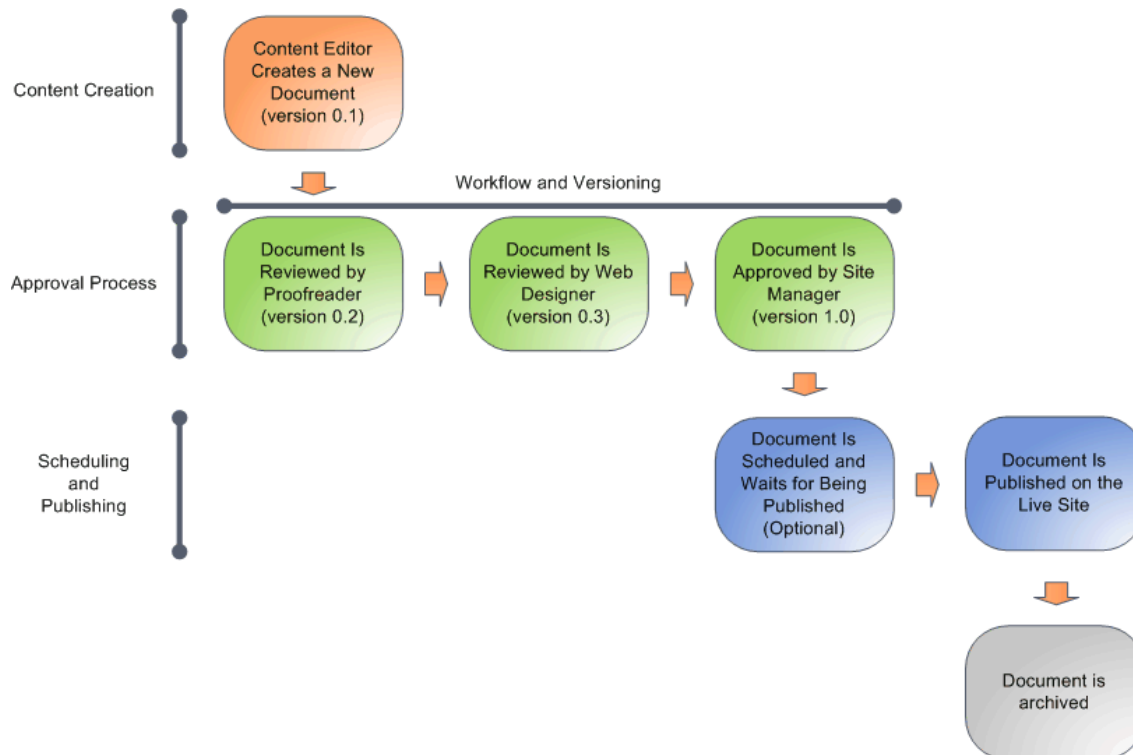 Content Creation
Content Editor
Creates a New
Document
(version 0.1)
Workflow and Versioning
Approval Process
Document Is
Reviewed by
Proofreader
(version 0.2)
Document Is
Reviewed by Web
Designer
(version 0.3)
Document Is
Approved by Site
Manager
(version 1.0)
Scheduling
and
Publishing
Document Is
Scheduled and
Waits for Being
Published
(Optional)
Document Is
Published on the
Live Site
Document is
archived